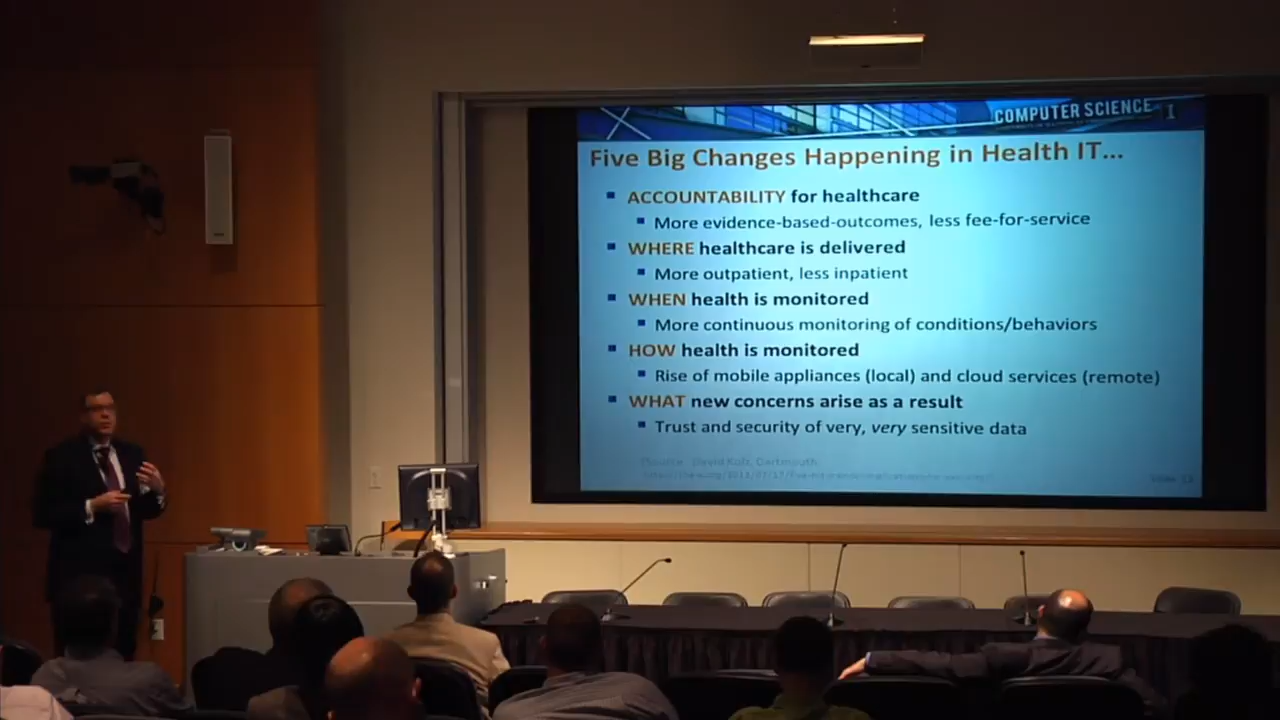 COMPUTER SCIENCE
Five Big Changes Happening in Health IT...
ACCOUNTABILITY for healthcare
More evidence-based-outcomes, less fee-for-service
WHERE healthcare is delivered
More outpatient, less inpatient
WHEN health is monitored
More continuous monitoring of conditions/behaviors
HOW health is monitored
Rise of mobile appliances (local) and cloud services (remote)
WHAT new concerns arise as a result
Trust and security of very, very sensitive data
David Kotz, Dartmouth